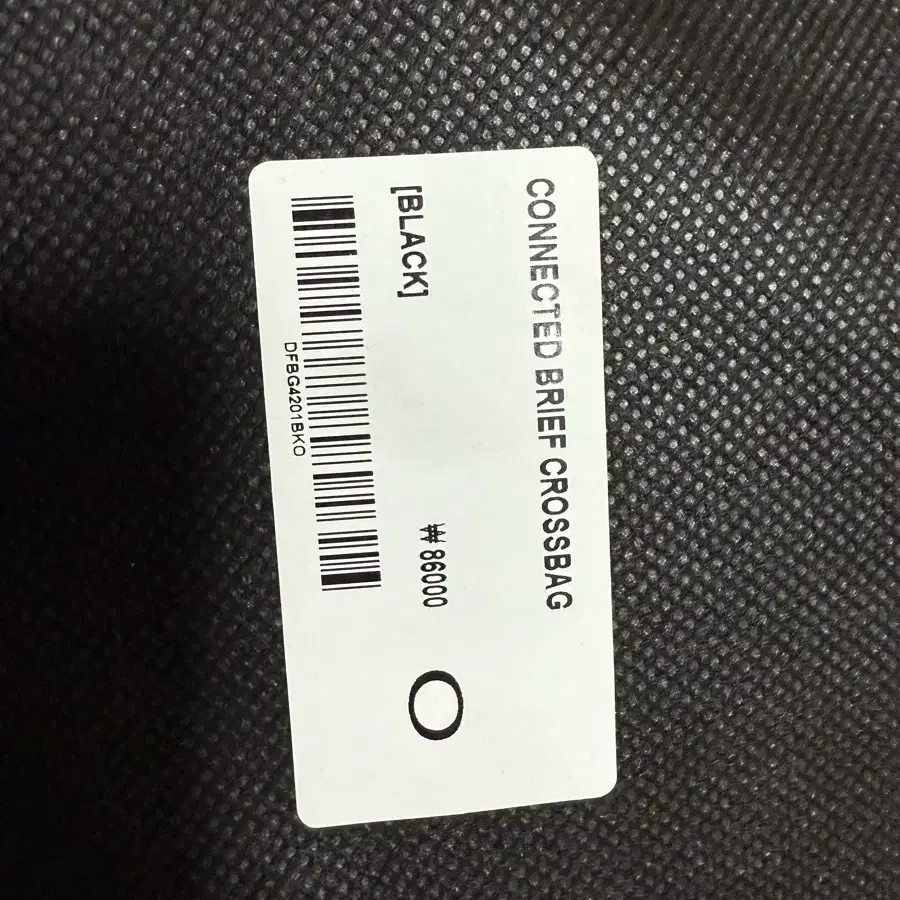 CONNECTED BRIEF CROSSBAG
[BLACK]
₩ 86000
O
DFBG4201BKO